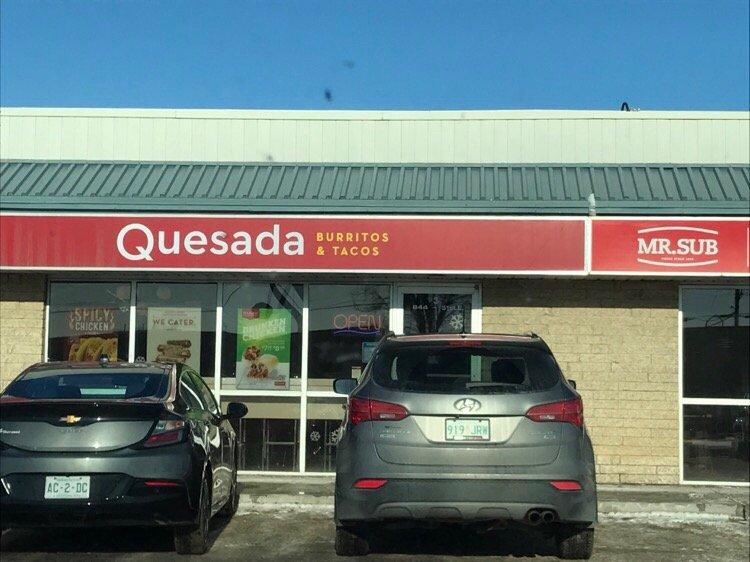 Quesada
BURRITOS
& TACOS
MR.SUB
SPICY
CHICKEN
WE CATER
DRUNKEN
CHICKEN
OPEN
919 JRW
AC-2-DC